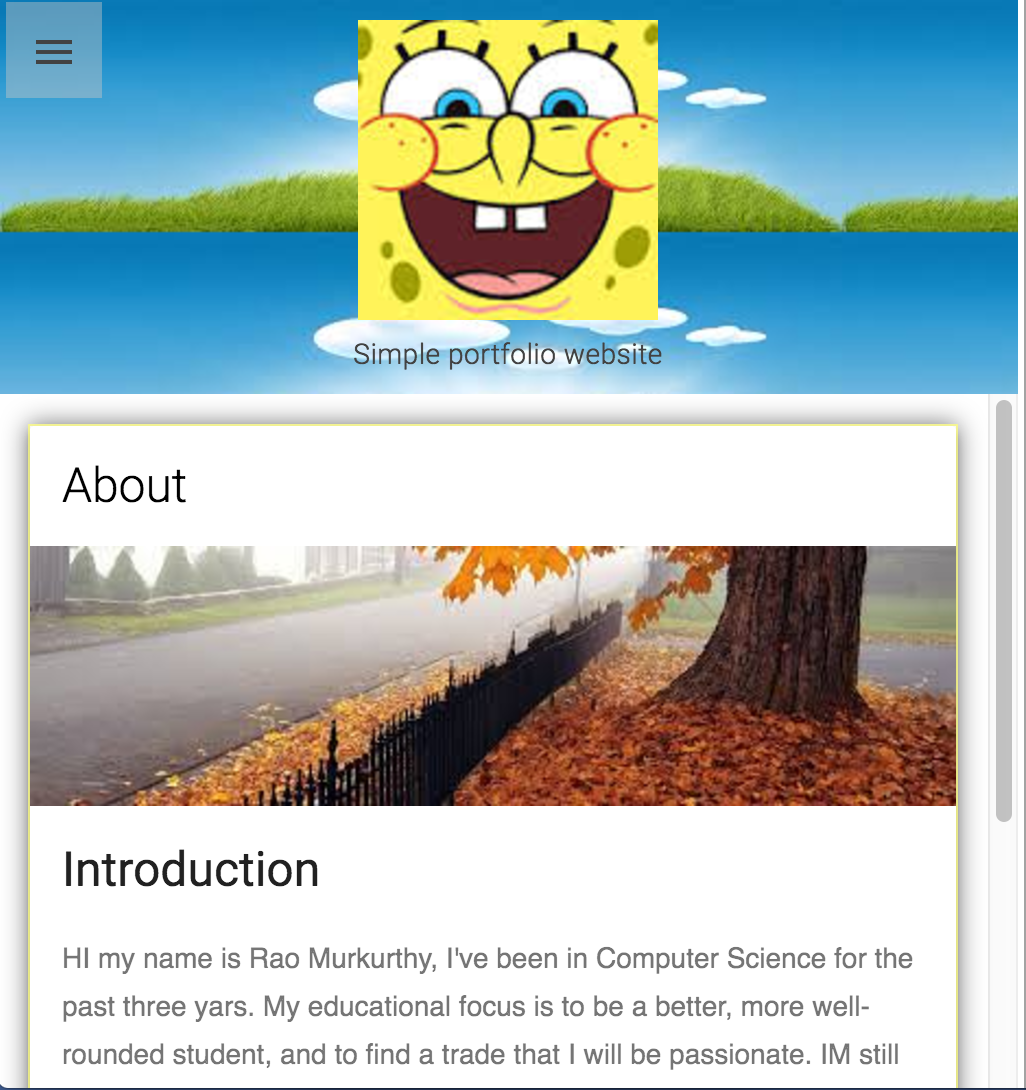 Simple portfolio website
About
Introduction
HI my name is Rao Murkurthy, I've been in Computer Science for the
past three yars. My educational focus is to be a better, more well-
rounded student, and to find a trade that I will be passionate. IM still